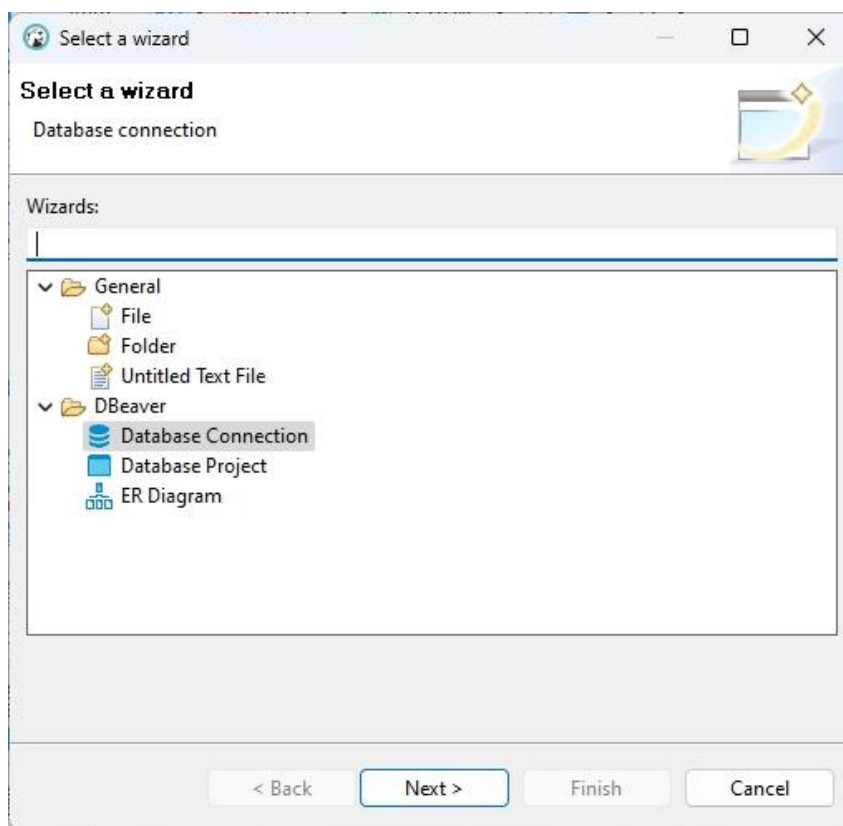 Select a wizard
Select a wizard
Database connection
Wizards:
General
File
Folder
Untitled Text File
DBeaver
Database Connection
Database Project
ER Diagram
< Back Next > Finish Cancel